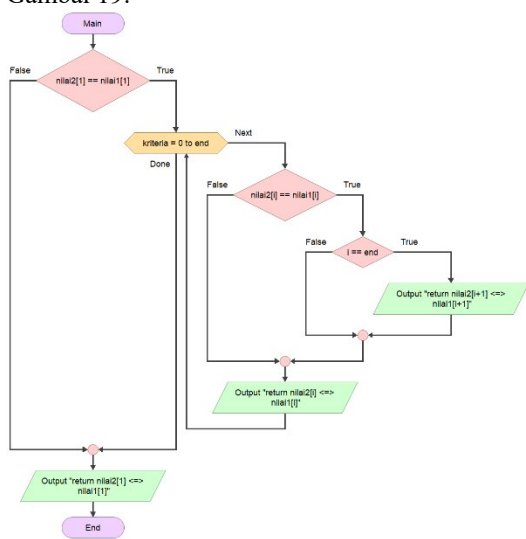 Gambar 19.
Main
False
True
nilai2[1] == nilai1[1]
kriteria = 0 to end
Next
Done
False
True
nilai2[i] == nilai1[i]
False
True
i == end
Output "return nilai2[i+1] <=>
nilai1[i+1]"
Output "return nilai2[i] <=>
nilai1[i]"
Output "return nilai2[1] <=>
nilai1[1]"
End